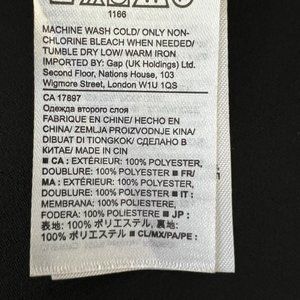 1166
MACHINE WASH COLD/ ONLY NON-
CHLORINE BLEACH WHEN NEEDED/
TUMBLE DRY LOW/ WARM IRON
IMPORTED BY: Gap (UK Holdings) Ltd.
Second Floor, Nations House, 103
Wigmore Street, London W1U 1QS
CA 17897
Одежда второго слоя
FABRIQUE EN CHINE/ HECHO EN
CHINA/ ZEMLJA PROIZVODNJE KINA/
DIBUAT DI TIONGKOK/ СДЕЛАНО В
КИТАЕ/ MADE IN CIN
■ CA : EXTÉRIEUR: 100% POLYESTER,
DOUBLURE: 100% POLYESTER ■ FR/
MA : EXTÉRIEUR: 100% POLYESTER,
DOUBLURE: 100% POLYESTER ■ IT :
MEMBRANA: 100% POLIESTERE,
FODERA: 100% POLIESTERE ■ JP :
表地: 100% ポリエステル, 裏地:
100% ポリエステル ■ CL/MX/PA/PE :